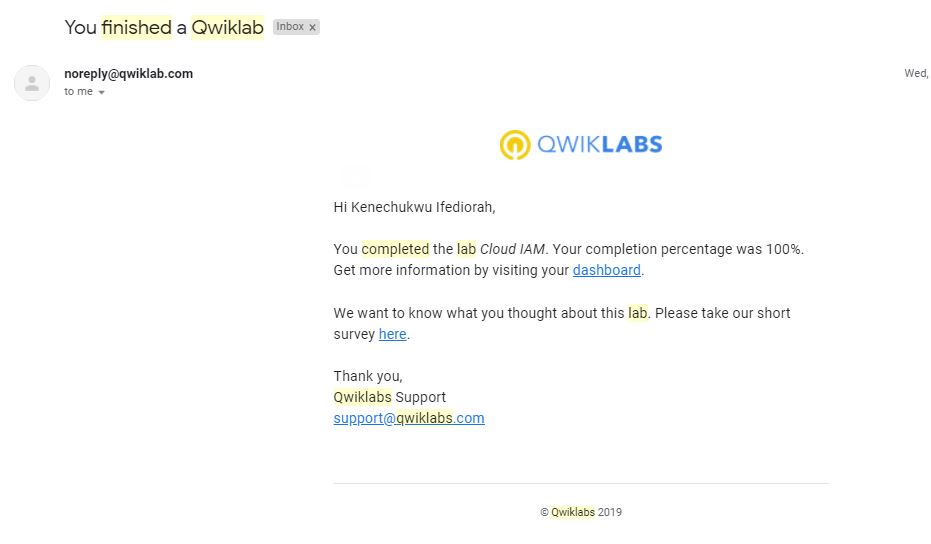 You finished a Qwiklab Inbox x
noreply@qwiklab.com
Wed,
to me
QWIKLABS
Hi Kenechukwu Ifediorah,
You completed the lab Cloud IAM. Your completion percentage was 100%.
Get more information by visiting your dashboard.
We want to know what you thought about this lab. Please take our short
survey here.
Thank you,
Qwiklabs Support
support@qwiklabs.com
© Qwiklabs 2019